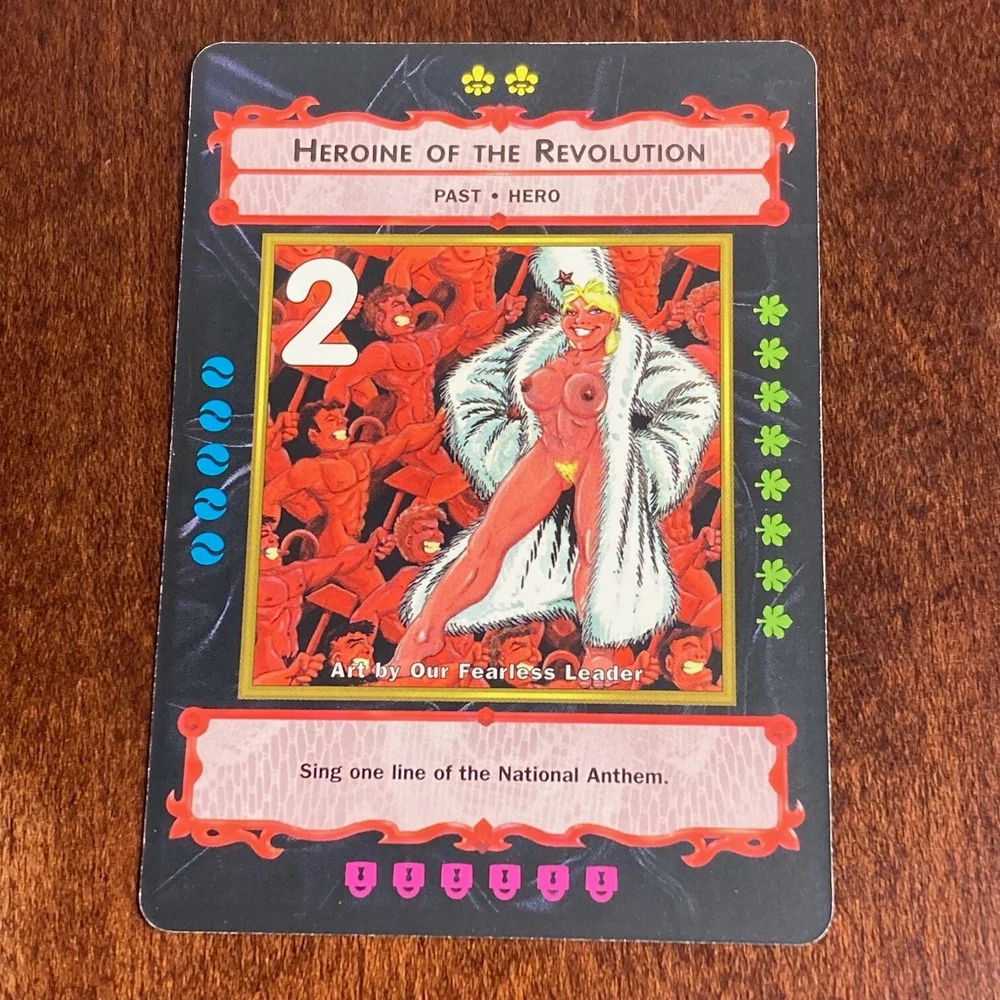 HEROINE OF THE REVOLUTION
PAST • HERO
2
Art by Our Fearless Leader
Sing one line of the National Anthem.